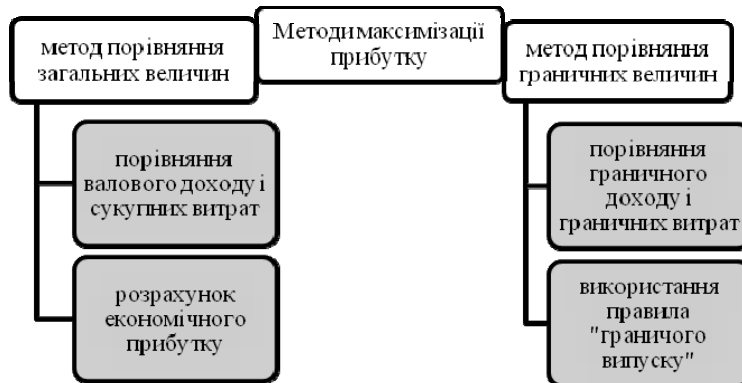 Методи максимізації
прибутку
метод порівняння
загальних величин
порівняння
валового доходу і
сукупних витрат
розрахунок
економічного
прибутку
метод порівняння
граничних величин
порівняння
граничного
доходу і
граничних витрат
використання
правила
"граничого
випуску"